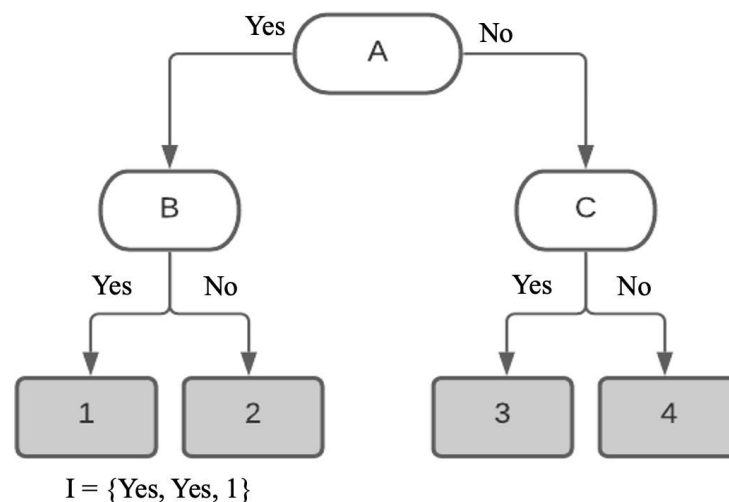 Yes
A
No
B
C
Yes
No
Yes
No
1
2
3
4
I = {Yes, Yes, 1}